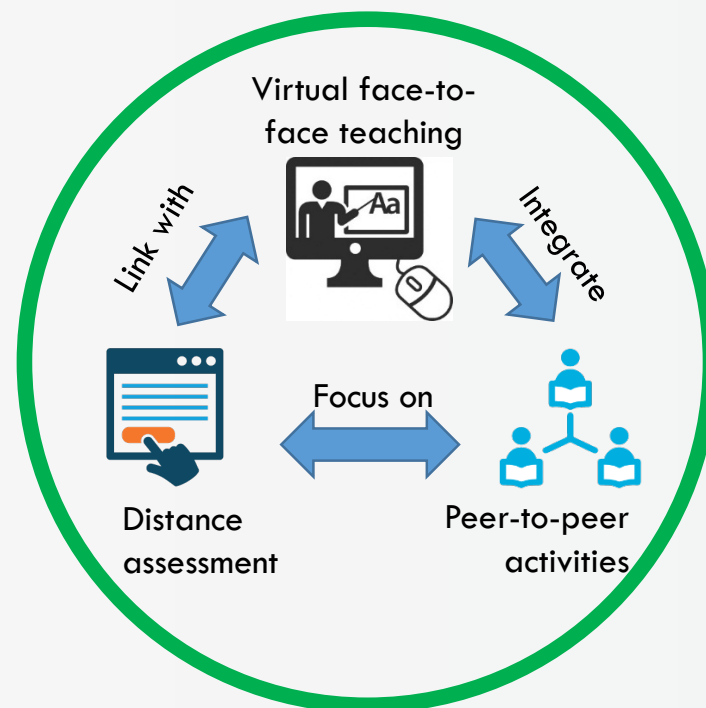 Virtual face-to-
face teaching
Aa
Link with
Integrate
Focus on
Distance
assessment
Peer-to-peer
activities